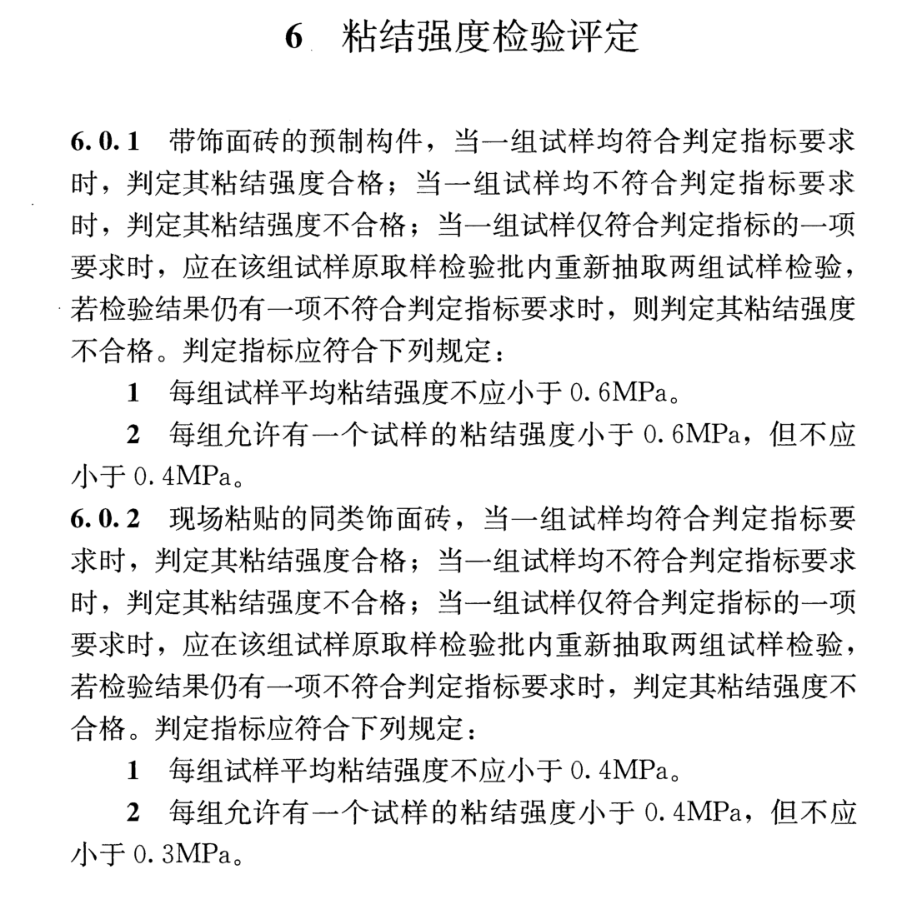 6 粘结强度检验评定
6.0.1 带饰面砖的预制构件，当一组试样均符合判定指标要求
时，判定其粘结强度合格；当一组试样均不符合判定指标要求
时，判定其粘结强度不合格；当一组试样仅符合判定指标的一项
要求时，应在该组试样原取样检验批内重新抽取两组试样检验，
若检验结果仍有一项不符合判定指标要求时，则判定其粘结强度
不合格。判定指标应符合下列规定：
1 每组试样平均粘结强度不应小于0.6MPa。
2 每组允许有一个试样的粘结强度小于0.6MPa，但不应
小于0.4MPa。
6.0.2 现场粘贴的同类饰面砖，当一组试样均符合判定指标要
求时，判定其粘结强度合格；当一组试样均不符合判定指标要求
时，判定其粘结强度不合格；当一组试样仅符合判定指标的一项
要求时，应在该组试样原取样检验批内重新抽取两组试样检验，
若检验结果仍有一项不符合判定指标要求时，判定其粘结强度不
合格。判定指标应符合下列规定：
1 每组试样平均粘结强度不应小于0.4MPa。
2 每组允许有一个试样的粘结强度小于0.4MPa，但不应
小于0.3MPa。